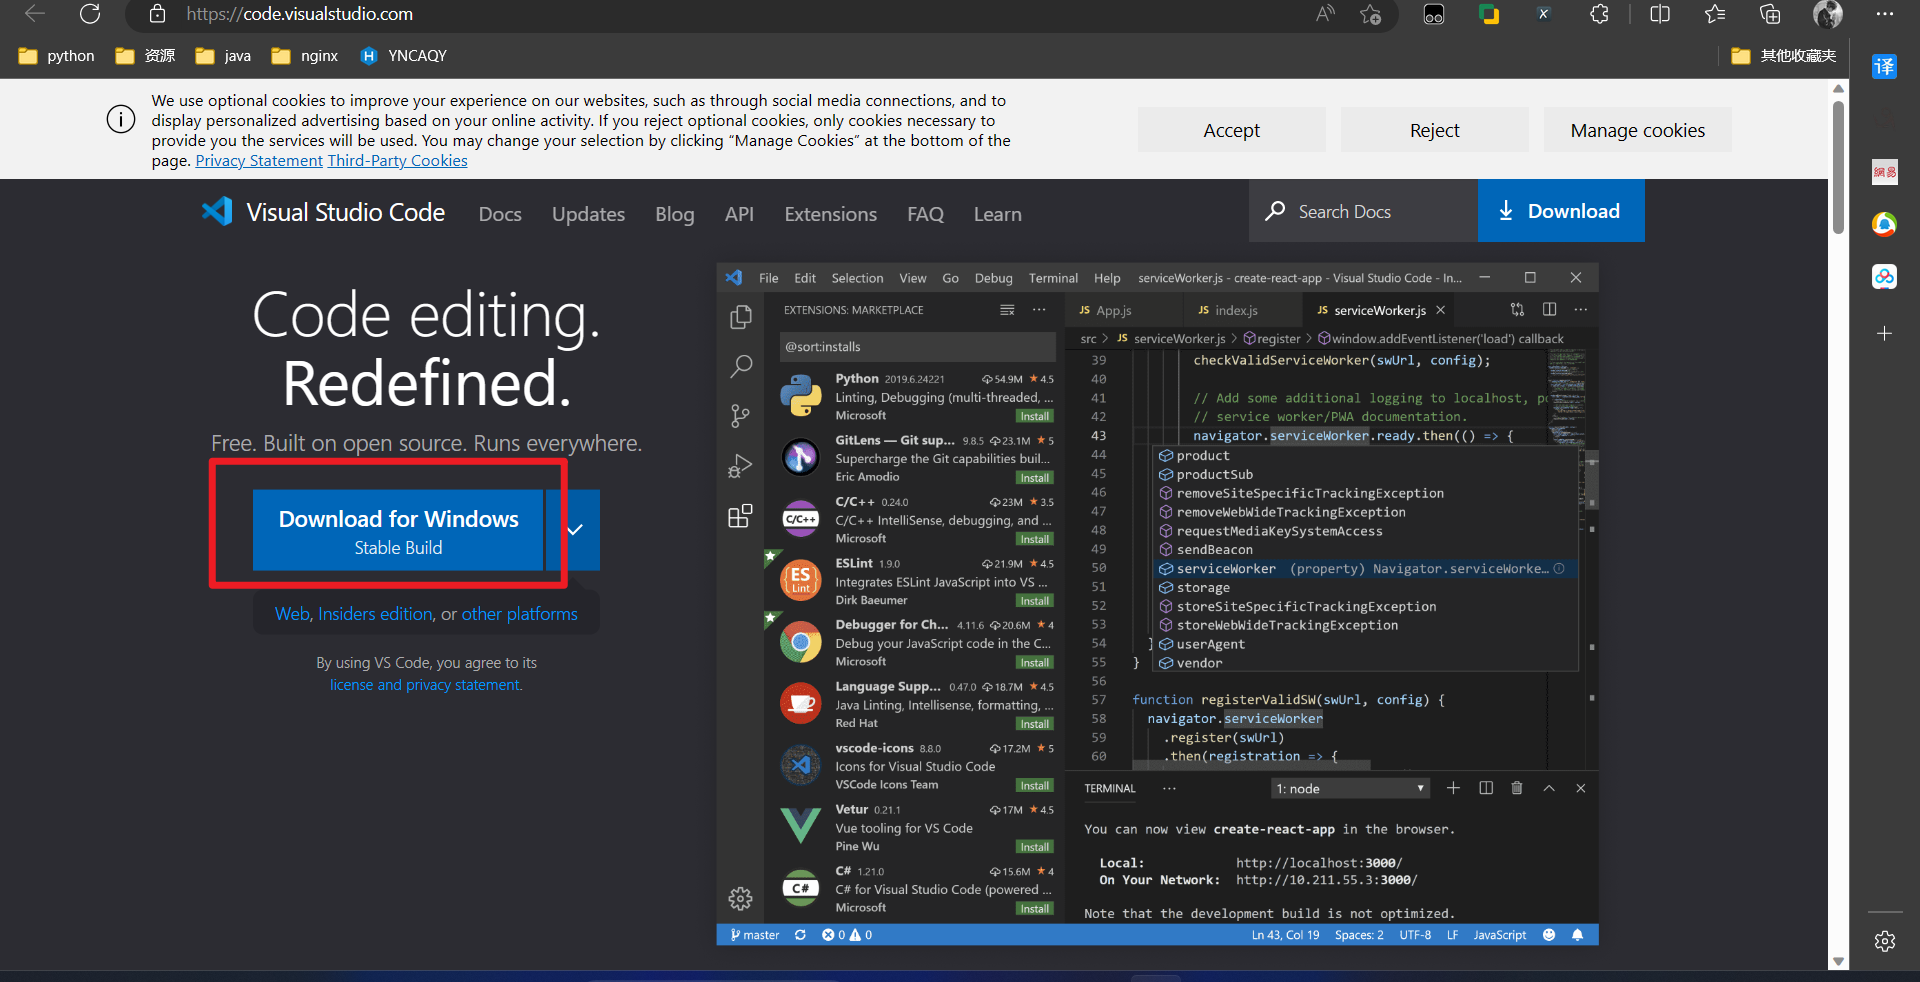 https://code.visualstudio.com
python
资源
java
nginx
YNCAQY
其他收藏夹
译
We use optional cookies to improve your experience on our websites, such as through social media connections, and to
display personalized advertising based on your online activity. If you reject optional cookies, only cookies necessary to
provide you the services will be used. You may change your selection by clicking “Manage Cookies” at the bottom of the
page. Privacy Statement Third-Party Cookies
Accept
Reject
Manage cookies
網易
Visual Studio Code
Docs
Updates
Blog
API
Extensions
FAQ
Learn
Search Docs
Download
Code editing.
Redefined.
Free. Built on open source. Runs everywhere.
Download for Windows
Stable Build
Web, Insiders edition, or other platforms
By using VS Code, you agree to its
license and privacy statement.
File Edit Selection View Go Debug Terminal Help serviceWorker.js - create-react-app - Visual Studio Code - In...
EXTENSIONS: MARKETPLACE
@sort:installs
Python 2019.6.24221 54.9M 4.5
Linting, Debugging (multi-threaded, ...
Microsoft Install
GitLens — Git sup... 9.8.5 23.1M 5
Supercharge the Git capabilities buil...
Eric Amodio Install
C/C++ 0.24.0 23M 3.5
C/C++
C/C++ IntelliSense, debugging, and ...
Microsoft Install
ESLint 1.9.0 21.9M 4.5
ES
Lint
Integrates ESLint JavaScript into VS ...
Dirk Baeumer Install
Debugger for Ch... 4.11.6 20.6M 4
Debug your JavaScript code in the C...
Microsoft Install
Language Supp... 0.47.0 18.7M 4.5
Java Linting, Intellisense, formatting, ...
Red Hat Install
vscode-icons 8.8.0 17.2M 5
Icons for Visual Studio Code
VSCode Icons Team Install
Vetur 0.21.1 17M 4.5
Vue tooling for VS Code
Pine Wu Install
C# 1.21.0 15.6M 4
C#
C# for Visual Studio Code (powered ...
Microsoft Install
JS App.js
JS index.js
JS serviceWorker.js
src > JS serviceWorker.js > register > window.addEventListener('load') callback
39 checkValidServiceWorker(swUrl, config);
40
41 // Add some additional logging to localhost, po
42 // service worker/PWA documentation.
43 navigator.serviceWorker.ready.then(() => {
44 product
45 productSub
46 removeSiteSpecificTrackingException
47 removeWebWideTrackingException
48 requestMediaKeySystemAccess
49 sendBeacon
50 serviceWorker (property) Navigator.serviceWorke...
51 storage
52 storeSiteSpecificTrackingException
53 storeWebWideTrackingException
54 } userAgent
55 } vendor
56
57 function registerValidSW(swUrl, config) {
58 navigator.serviceWorker
59 .register(swUrl)
60 .then(registration => {
TERMINAL ... 1: node
You can now view create-react-app in the browser.
Local: http://localhost:3000/
On Your Network: http://10.211.55.3:3000/
Note that the development build is not optimized.
master 0 0
Ln 43, Col 19 Spaces: 2 UTF-8 LF JavaScript